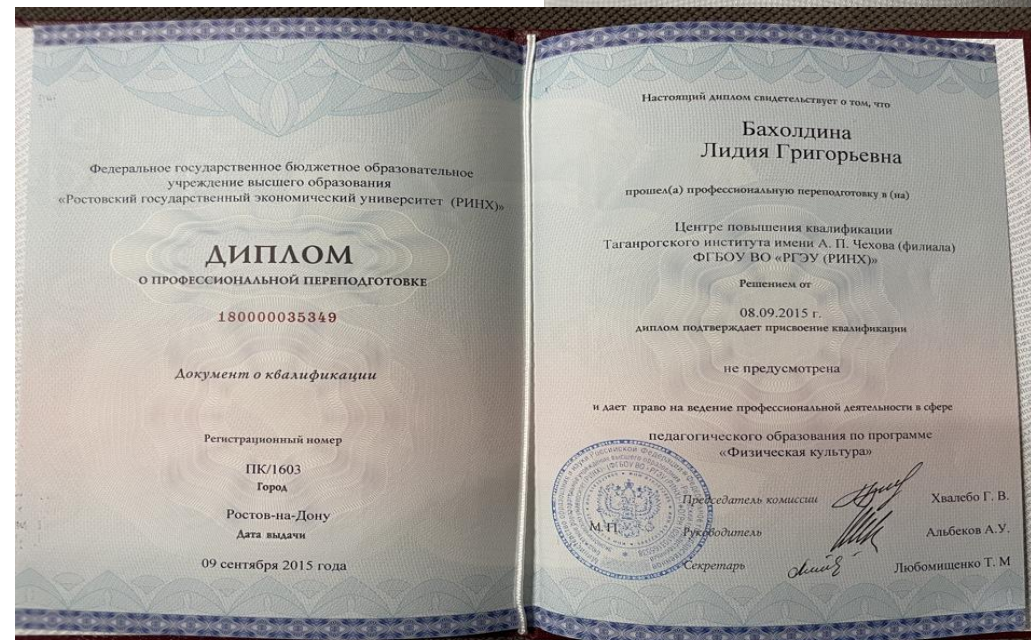 Федеральное государственное бюджетное образовательное
учреждение высшего образования
«Ростовский государственный экономический университет (РИНХ)»
ДИПЛОМ
О ПРОФЕССИОНАЛЬНОЙ ПЕРЕПОДГОТОВКЕ
180000035349
Документ о квалификации
Регистрационный номер
ПК/1603
Город
Ростов-на-Дону
Дата выдачи
09 сентября 2015 года
Настоящий диплом свидетельствует о том, что
Бахолдина
Лидия Григорьевна
прошел(а) профессиональную переподготовку в (на)
Центре повышения квалификации
Таганрогского института имени А. П. Чехова (филиала)
ФГБОУ ВО «РГЭУ (РИНХ)»
Решением от
08.09.2015 г.
диплом подтверждает присвоение квалификации
не предусмотрена
и дает право на ведение профессиональной деятельности в сфере
педагогического образования по программе
«Физическая культура»
Председатель комиссии Хвалебо Г. В.
М.П. Руководитель Альбеков А.У.
Секретарь Любомищенко Т. М